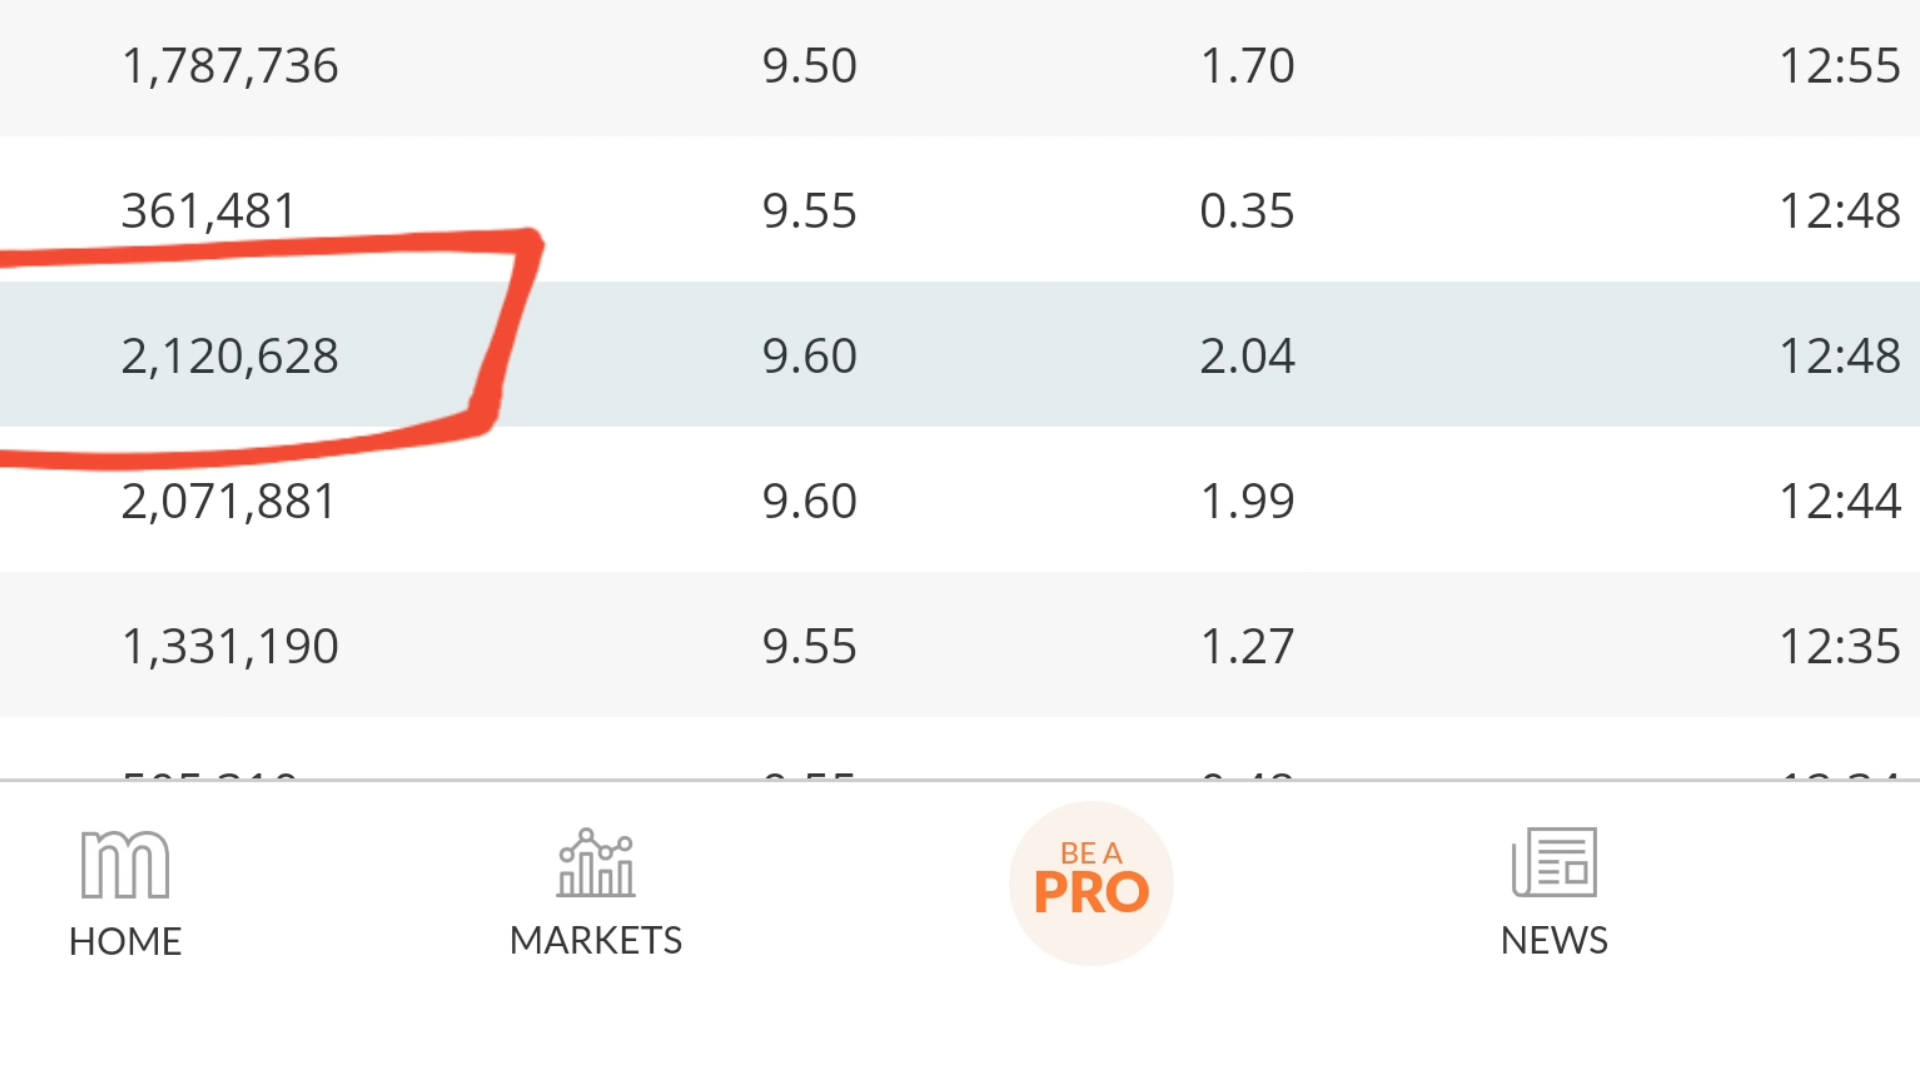 1,787,736 9.50 1.70 12:55
361,481 9.55 0.35 12:48
2,120,628 9.60 2.04 12:48
2,071,881 9.60 1.99 12:44
1,331,190 9.55 1.27 12:35
m BE A
PRO
HOME MARKETS NEWS